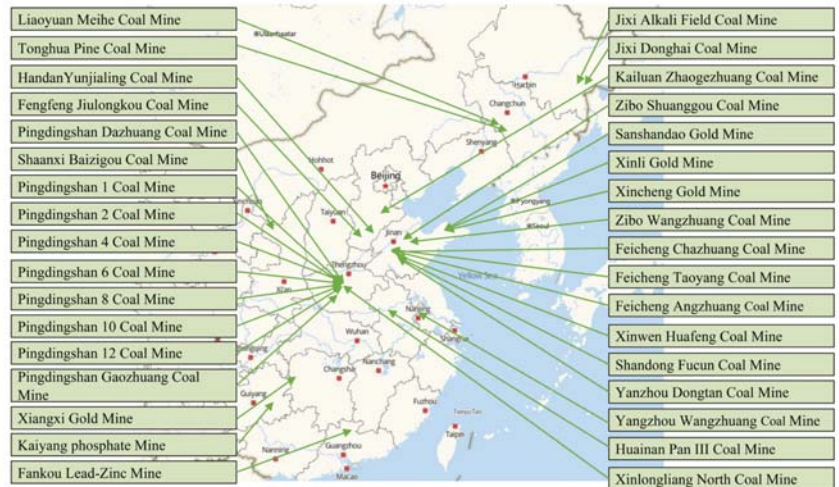 Liaoyuan Meihe Coal Mine
Tonghua Pine Coal Mine
HandanYunjialing Coal Mine
Fengfeng Jiulongkou Coal Mine
Pingdingshan Dazhuang Coal Mine
Shaanxi Baizigou Coal Mine
Pingdingshan 1 Coal Mine
Pingdingshan 2 Coal Mine
Pingdingshan 4 Coal Mine
Pingdingshan 6 Coal Mine
Pingdingshan 8 Coal Mine
Pingdingshan 10 Coal Mine
Pingdingshan 12 Coal Mine
Pingdingshan Gaozhuang Coal
Mine
Xiangxi Gold Mine
Kaiyang phosphate Mine
Fankou Lead-Zinc Mine
Harbin
Changchun
Shenyang
Hohhot
Beijing
Taiyuan
Jinan
Seoul
Yellow Sea
Xi'an
Nanjing
Shanghai
Wuhan
Nanchang
Changsha
Guiyang
Fuzhou
Taipin
Guangzhou
Nanning
Macao
Jixi Alkali Field Coal Mine
Jixi Donghai Coal Mine
Kailuan Zhaogezhuang Coal Mine
Zibo Shuanggou Coal Mine
Sanshandao Gold Mine
Xinli Gold Mine
Xincheng Gold Mine
Zibo Wangzhuang Coal Mine
Feicheng Chazhuang Coal Mine
Feicheng Taoyang Coal Mine
Feicheng Angzhuang Coal Mine
Xinwen Huafeng Coal Mine
Shandong Fucun Coal Mine
Yanzhou Dongtan Coal Mine
Yangzhou Wangzhuang Coal Mine
Huainan Pan III Coal Mine
Xinlongliang North Coal Mine